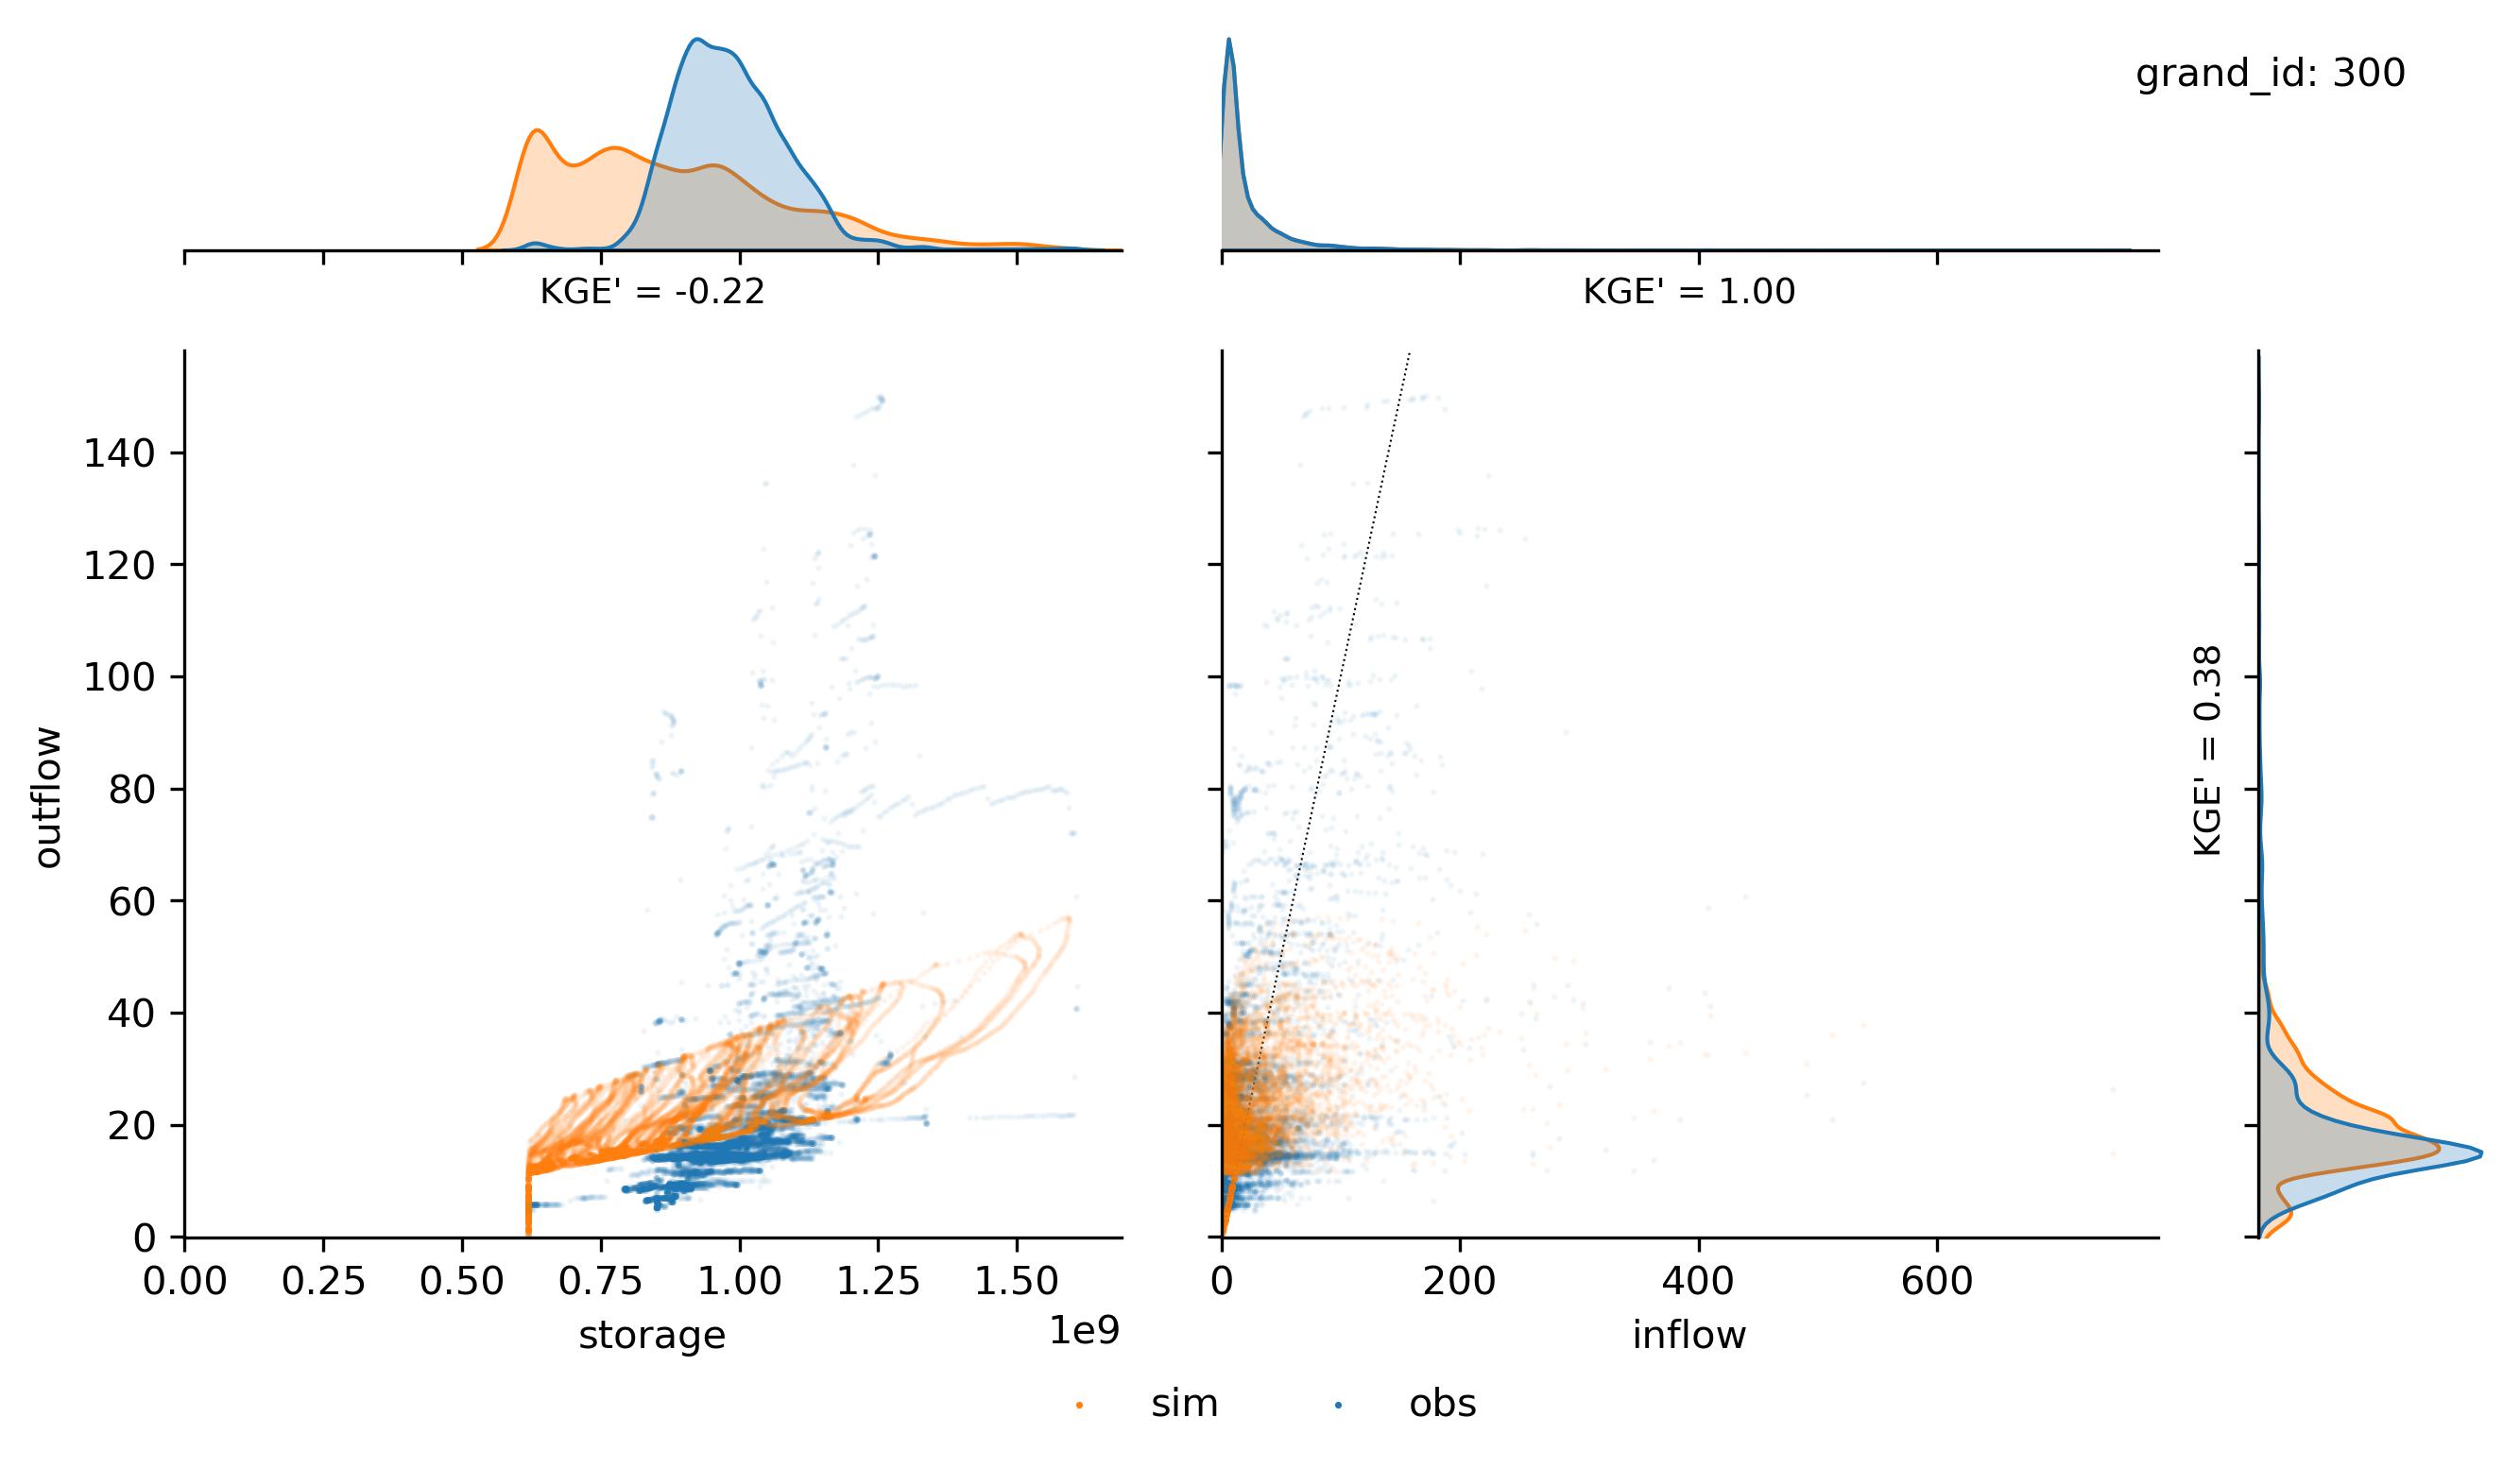 grand_id: 300
KGE' = -0.22
KGE' = 1.00
140
120
100
80
60
40
20
0
outflow
KGE' = 0.38
0.00 0.25 0.50 0.75 1.00 1.25 1.50
0 200 400 600
1e9
storage
inflow
sim obs